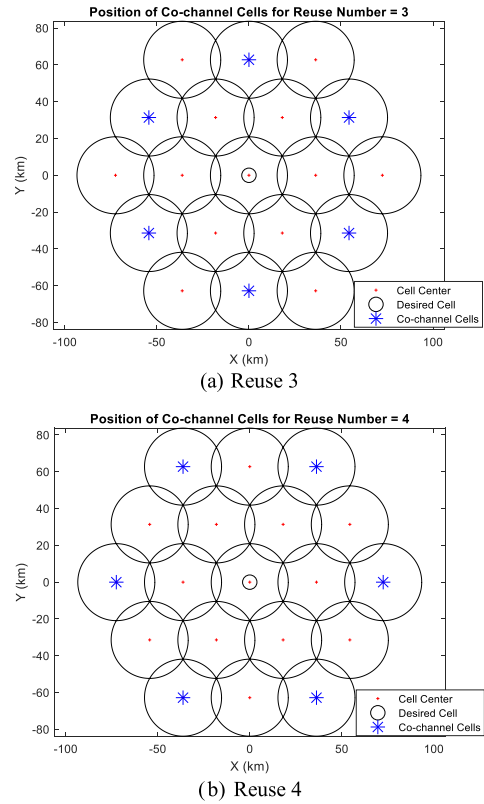 Position of Co-channel Cells for Reuse Number = 3
80
60
40
20
0
-20
-40
-60
-80
Y (km)
-100
-50
0
50
100
X (km)
Cell Center
Desired Cell
Co-channel Cells
(a) Reuse 3
Position of Co-channel Cells for Reuse Number = 4
80
60
40
20
0
-20
-40
-60
-80
Y (km)
-100
-50
0
50
100
X (km)
Cell Center
Desired Cell
Co-channel Cells
(b) Reuse 4